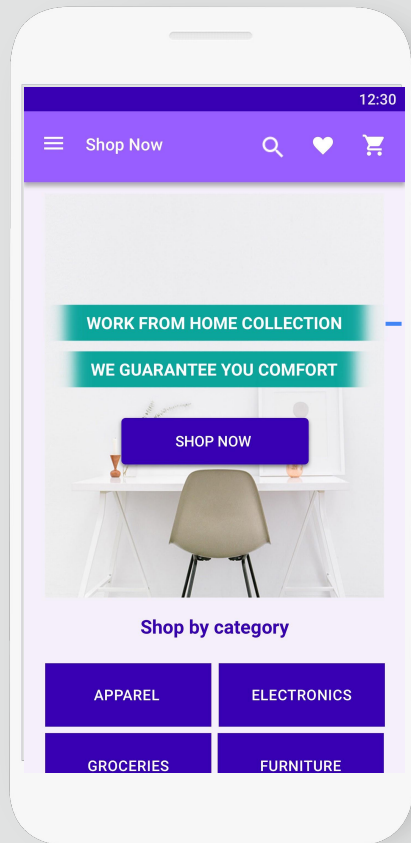 12:30
Shop Now
WORK FROM HOME COLLECTION
WE GUARANTEE YOU COMFORT
SHOP NOW
Shop by category
APPAREL ELECTRONICS
GROCERIES FURNITURE